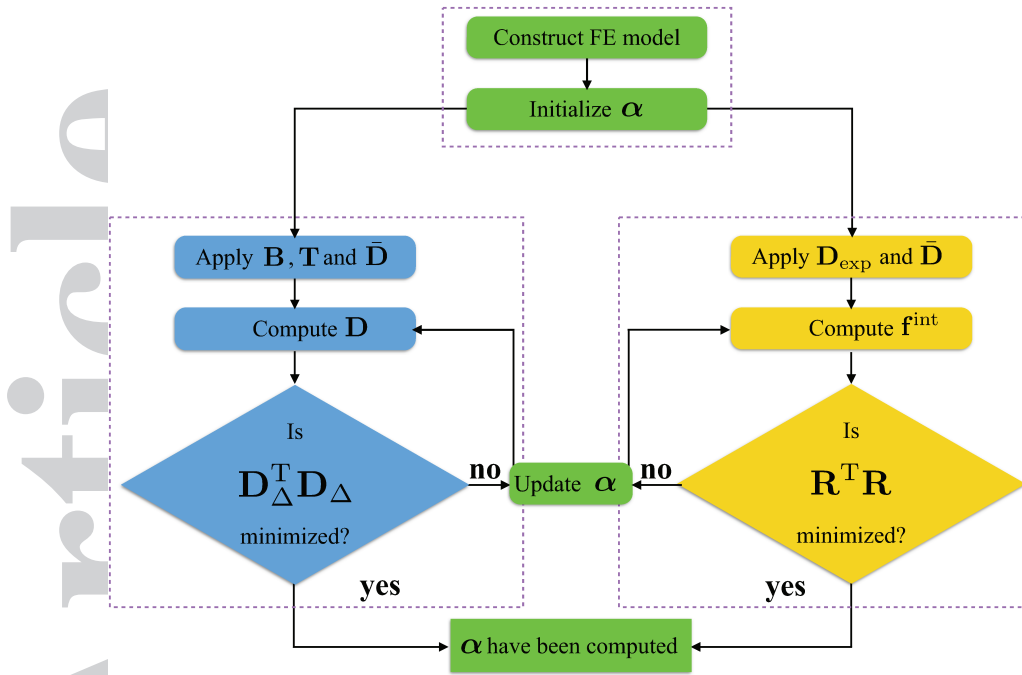 Construct FE model
Initialize α
Apply B, T and D̄
Compute D
Is
D_Δ^T D_Δ
minimized?
no
yes
Update α
Apply D_exp and D̄
Compute f^int
Is
R^T R
minimized?
no
yes
α have been computed
rticle